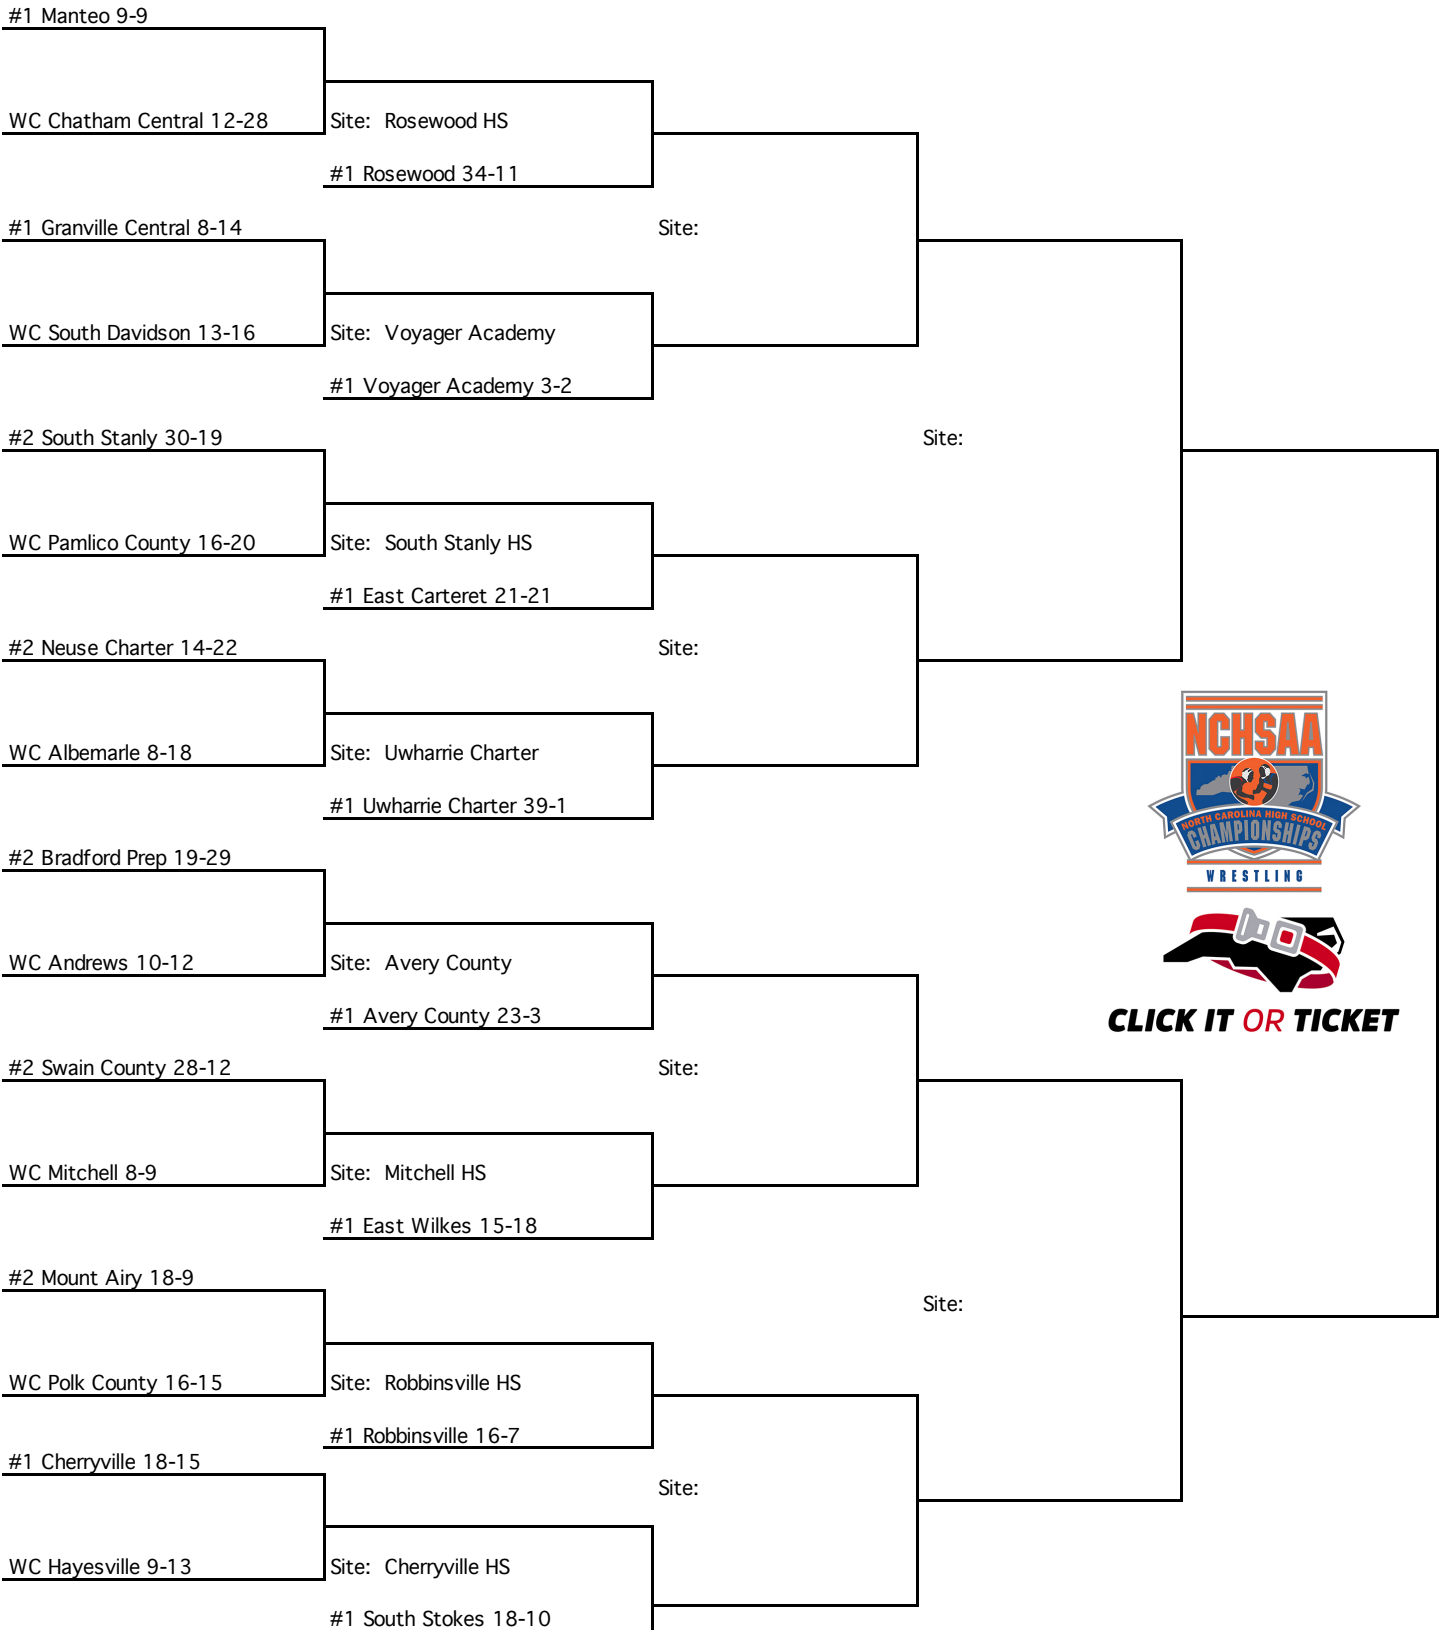 #1 Manteo 9-9
WC Chatham Central 12-28
Site: Rosewood HS
#1 Rosewood 34-11
#1 Granville Central 8-14
Site:
WC South Davidson 13-16
Site: Voyager Academy
#1 Voyager Academy 3-2
#2 South Stanly 30-19
Site:
WC Pamlico County 16-20
Site: South Stanly HS
#1 East Carteret 21-21
#2 Neuse Charter 14-22
Site:
WC Albemarle 8-18
Site: Uwharrie Charter
#1 Uwharrie Charter 39-1
NCHSAA
NORTH CAROLINA HIGH SCHOOL
CHAMPIONSHIPS
WRESTLING
#2 Bradford Prep 19-29
WC Andrews 10-12
Site: Avery County
#1 Avery County 23-3
CLICK IT OR TICKET
#2 Swain County 28-12
Site:
WC Mitchell 8-9
Site: Mitchell HS
#1 East Wilkes 15-18
#2 Mount Airy 18-9
Site:
WC Polk County 16-15
Site: Robbinsville HS
#1 Robbinsville 16-7
#1 Cherryville 18-15
Site:
WC Hayesville 9-13
Site: Cherryville HS
#1 South Stokes 18-10